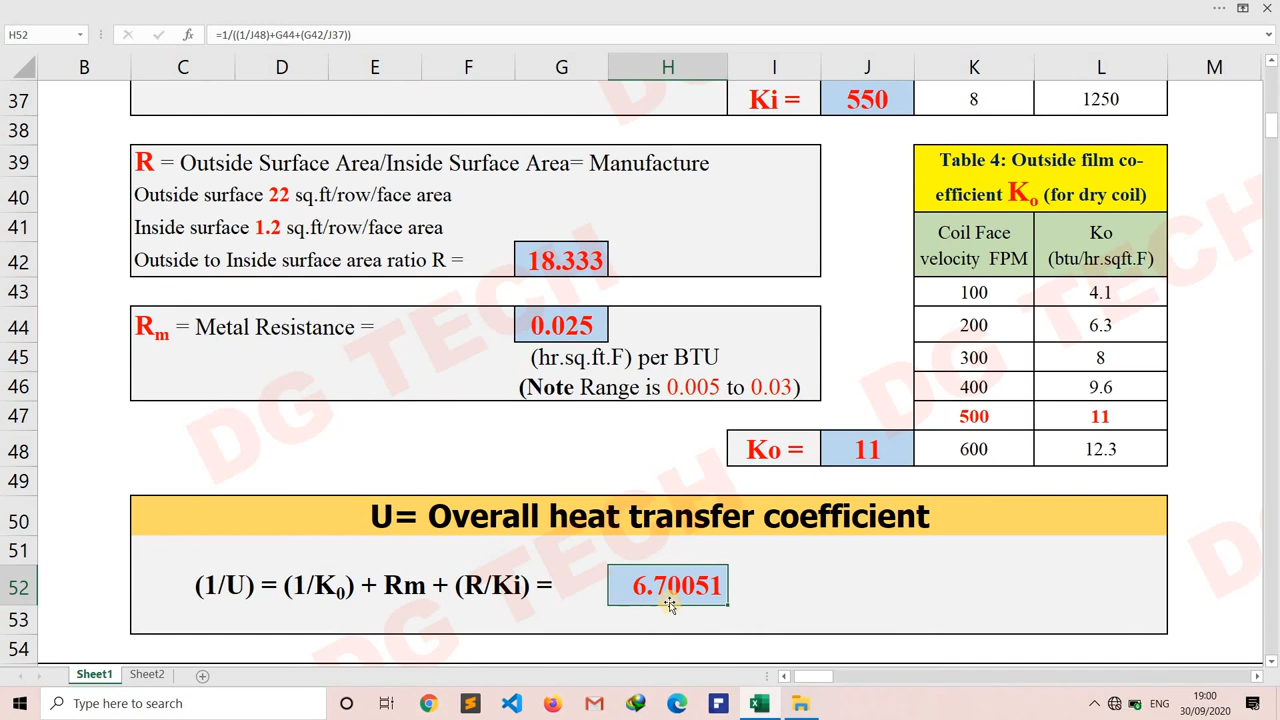 H52
=1/((1/J48)+G44+(G42/J37))
B C D E F G H I J K L M
37 Ki = 550 8 1250
38
39 R = Outside Surface Area/Inside Surface Area= Manufacture Table 4: Outside film co-
40 Outside surface 22 sq.ft/row/face area efficient Ko (for dry coil)
41 Inside surface 1.2 sq.ft/row/face area Coil Face Ko
42 Outside to Inside surface area ratio R = 18.333 velocity FPM (btu/hr.sqft.F)
43 100 4.1
44 Rm = Metal Resistance = 0.025 200 6.3
45 (hr.sq.ft.F) per BTU 300 8
46 (Note Range is 0.005 to 0.03) 400 9.6
47 500 11
48 Ko = 11 600 12.3
49
50 U= Overall heat transfer coefficient
51
52 (1/U) = (1/K0) + Rm + (R/Ki) = 6.70051
53
54
DG TECH
DG TECH
DG TECH
Sheet1 Sheet2
Type here to search
ENG
19:00
30/09/2020